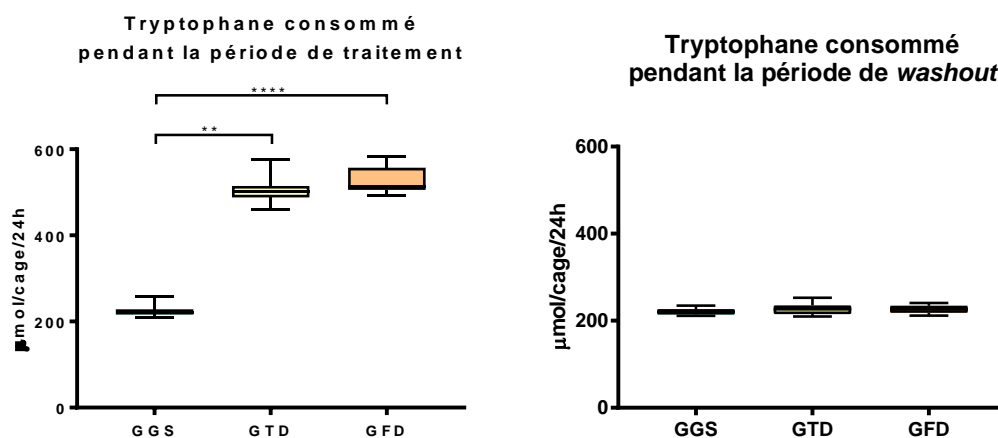 Tryptophane consommé
pendant la période de traitement
****
**
600
400
200
0
μmol/cage/24h
GGS
GTD
GFD
Tryptophane consommé
pendant la période de washout
600
400
200
0
μmol/cage/24h
GGS
GTD
GFD